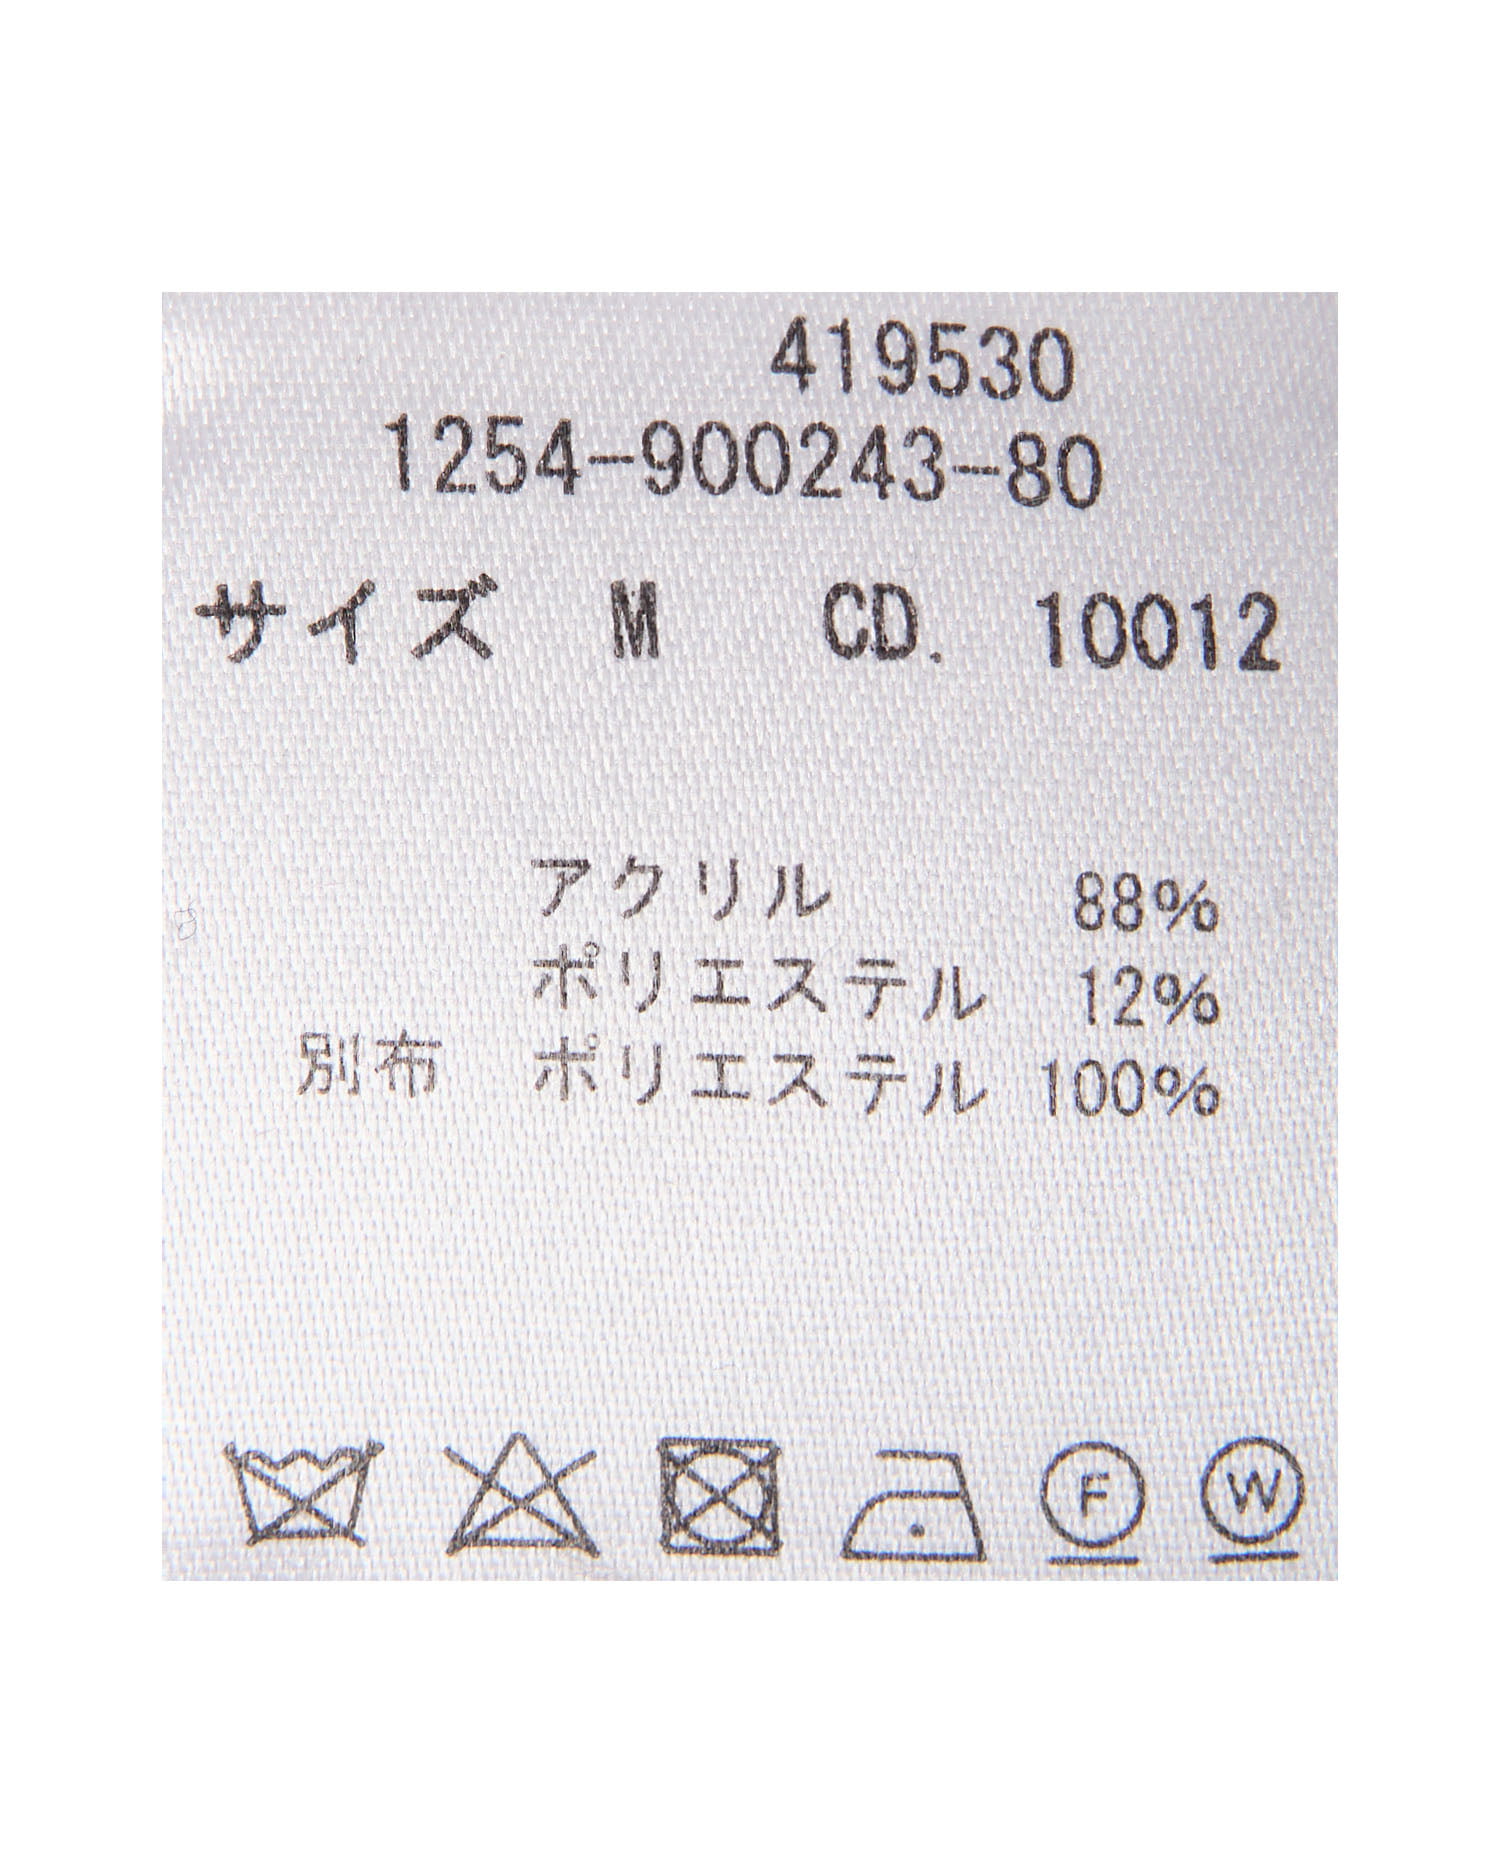 419530
1254-900243-80
サイズ M CD. 10012
アクリル 88%
ポリエステル 12%
別布 ポリエステル 100%
F W